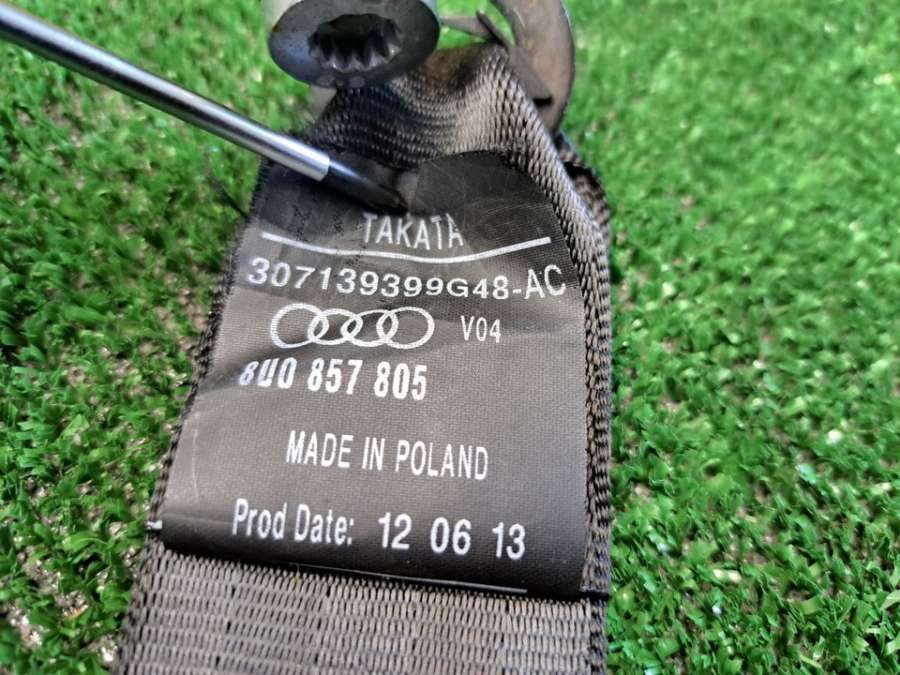 TAKATA
307139399G48-AC
V04
8U0 857 805
MADE IN POLAND
Prod Date: 12 06 13